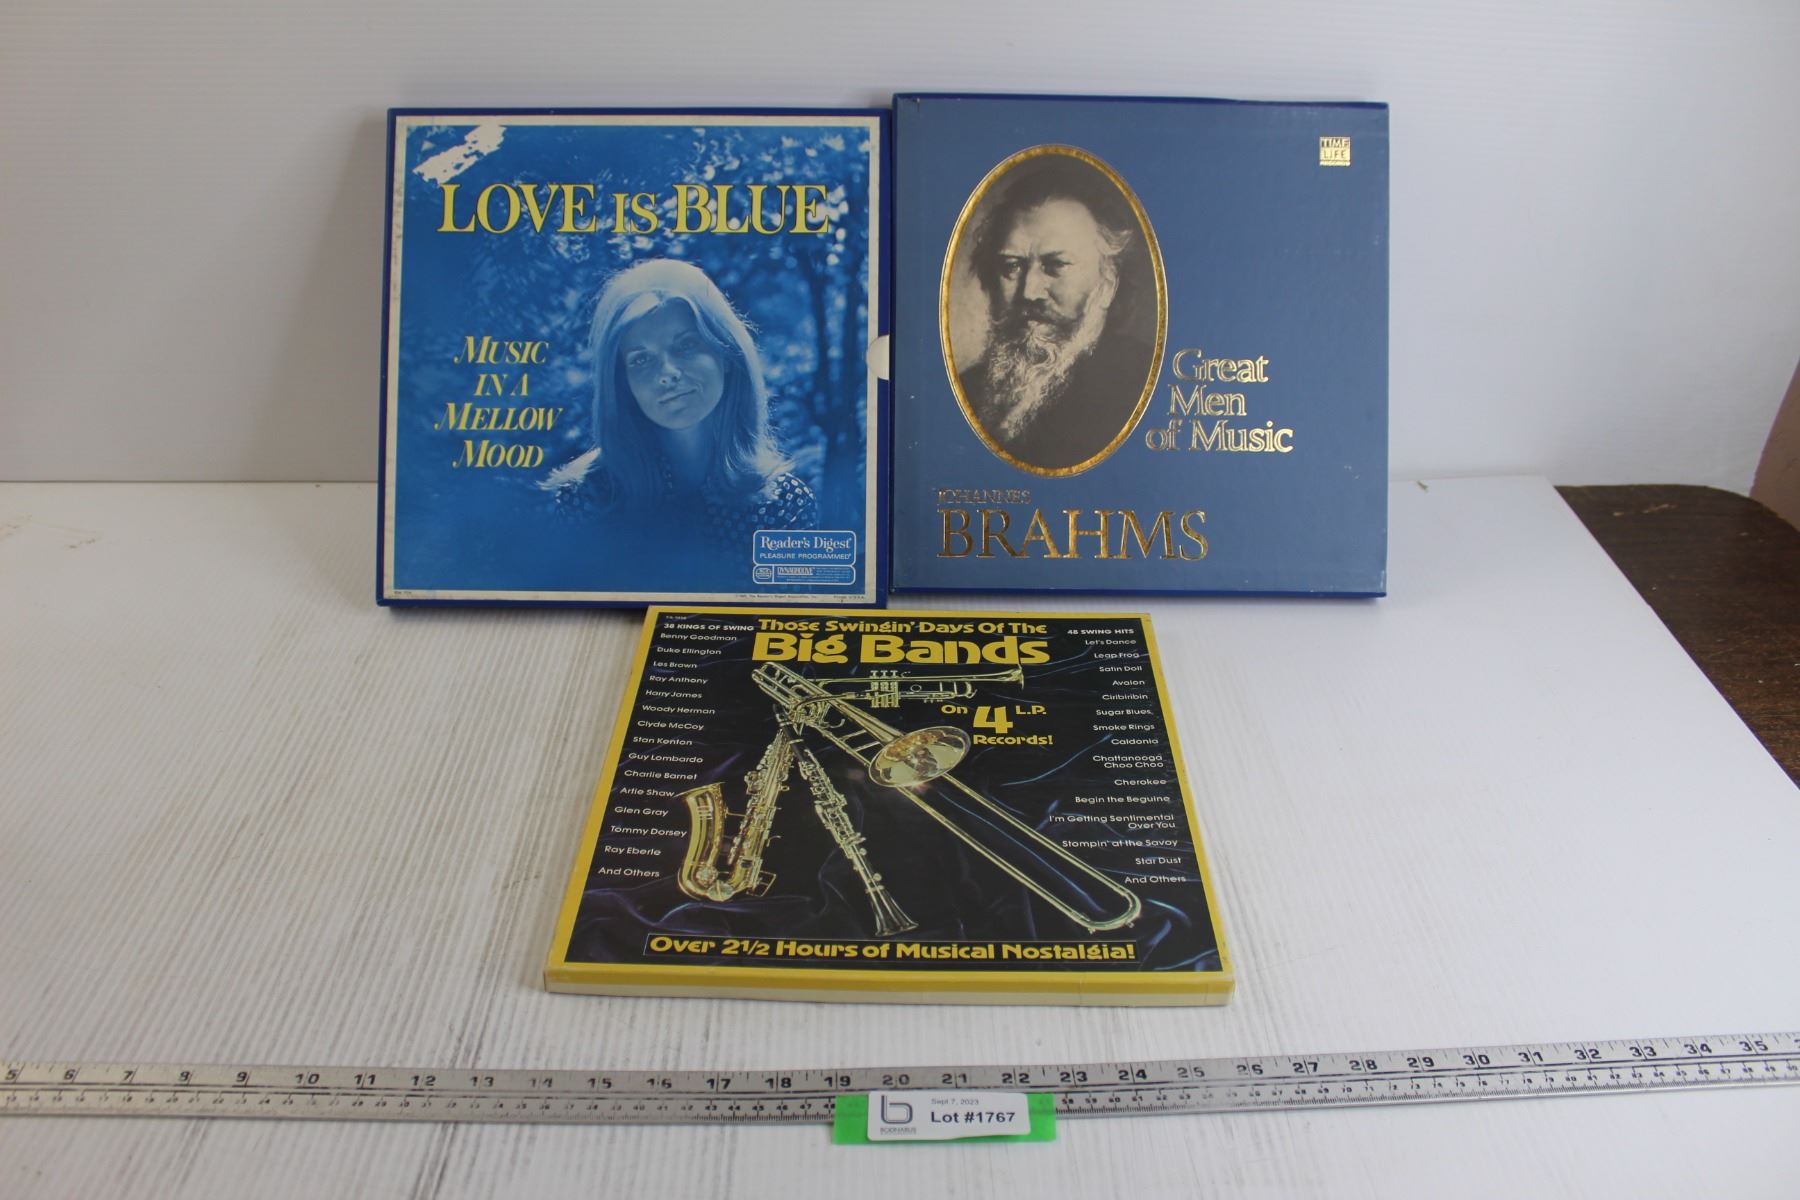 LOVE IS BLUE
MUSIC
IN A
MELLOW
MOOD
Reader's Digest
PLEASURE PROGRAMMED
DYNAGROOVE
TIME
LIFE
Great
Men
of Music
JOHANNES
BRAHMS
38 KINGS OF SWING
Benny Goodman
Duke Ellington
Les Brown
Ray Anthony
Harry James
Woody Herman
Clyde McCoy
Stan Kenton
Guy Lombardo
Charlie Barnet
Artie Shaw
Glen Gray
Tommy Dorsey
Ray Eberle
And Others
Those Swingin' Days Of The
Big Bands
On 4 L.P.
Records!
48 SWING HITS
Let's Dance
Leap Frog
Satin Doll
Avalon
Ciribiribin
Sugar Blues
Smoke Rings
Caldonia
Chattanooga
Choo Choo
Cherokee
Begin the Beguine
I'm Getting Sentimental
Over You
Stompin' at the Savoy
Star Dust
And Others
Over 2 1/2 Hours of Musical Nostalgia!
5 6 7 8 9 10 11 12 13 14 15 16 17 18 19 20 21 22 23 24 25 26 27 28 29 30 31 32 33 34 35
Sept 7, 2023
Lot #1767
BODNARUS